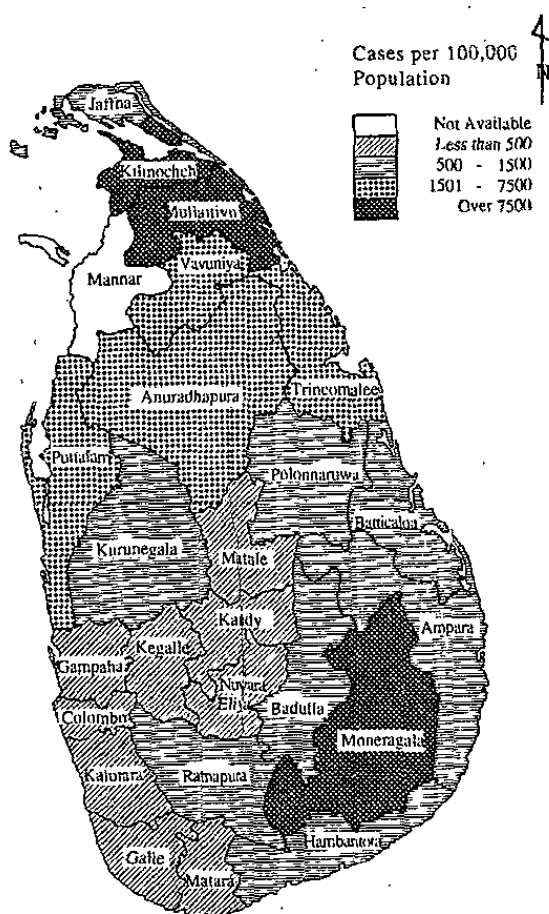 Cases per 100,000
Population
N
Not Available
Less than 500
500 - 1500
1501 - 7500
Over 7500
Jaffna
Kilinochch
Mullaitivu
Vavuniya
Mannar
Anuradhapura
Trincomalee
Puttalam
Polonnaruwa
Batticaloa
Kurunegala
Matale
Kandy
Ampara
Kegalle
Gampaha
Nuwara
Eliya
Badulla
Colombo
Moneragala
Kalutara
Ratnapura
Hambantota
Galle
Matara